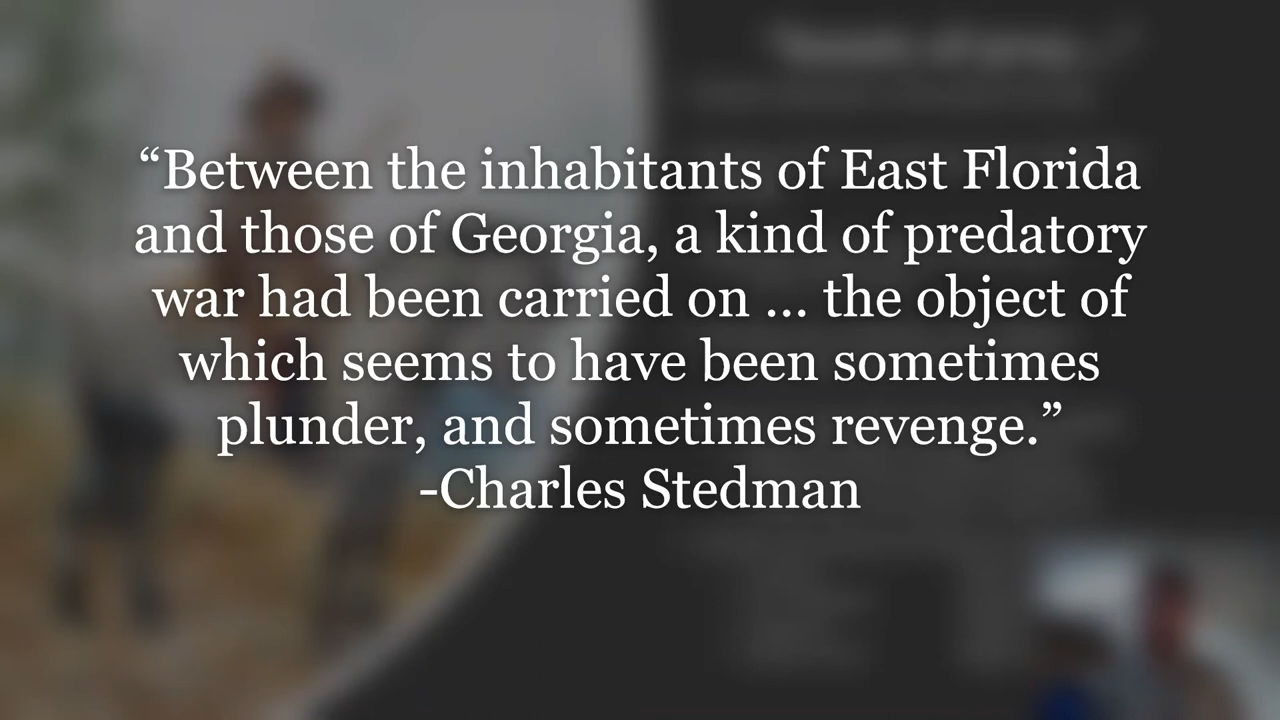 “Between the inhabitants of East Florida
and those of Georgia, a kind of predatory
war had been carried on ... the object of
which seems to have been sometimes
plunder, and sometimes revenge.”
-Charles Stedman